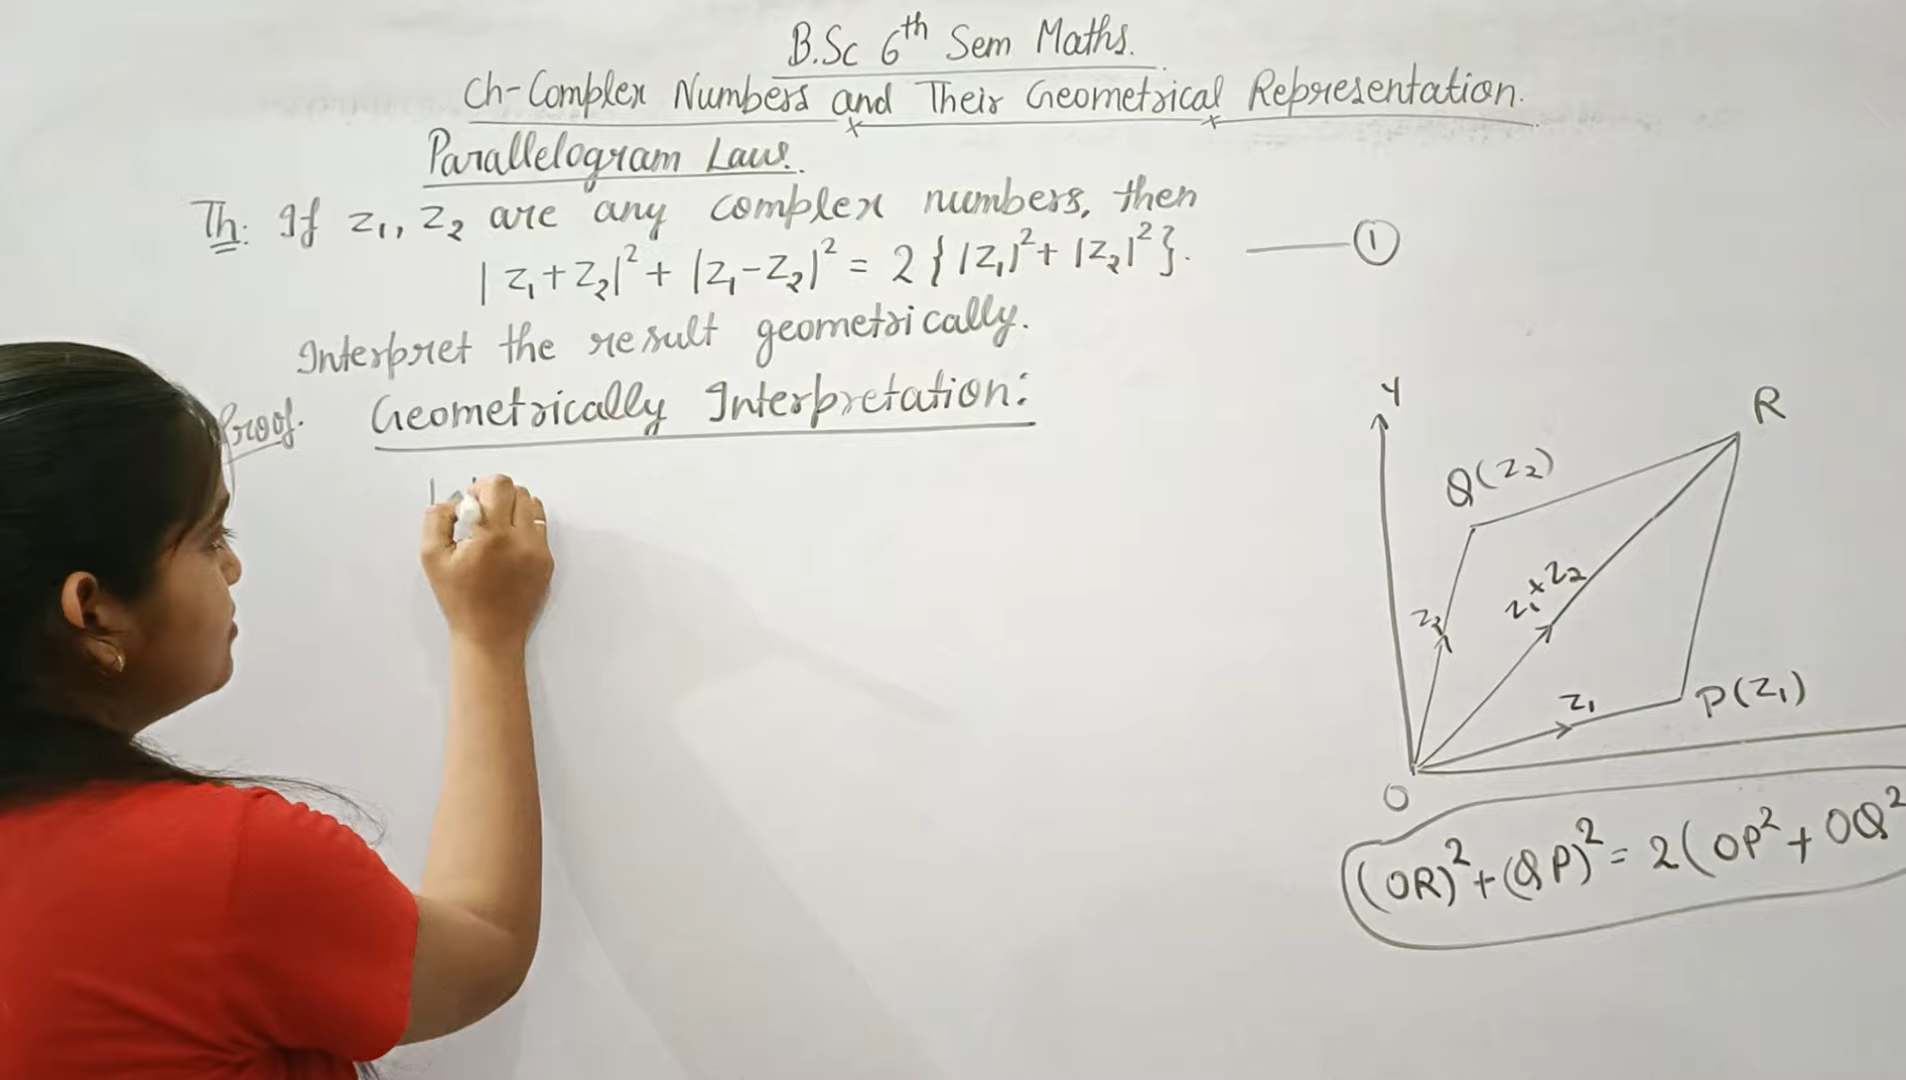 B.Sc 6th Sem Maths.
Ch-Complex Numbers and Their Geometrical Representation.
Parallelogram Law.
Th: If z₁, z₂ are any complex numbers, then
|z₁+z₂|² + |z₁-z₂|² = 2{|z₁|²+|z₂|²}. ——— ①
Interpret the result geometrically.
Proof. Geometrically Interpretation:
Y
R
Q(z₂)
z₁+z₂
z₂
z₁
P(z₁)
O
(OR)²+(QP)²=2(OP²+OQ²